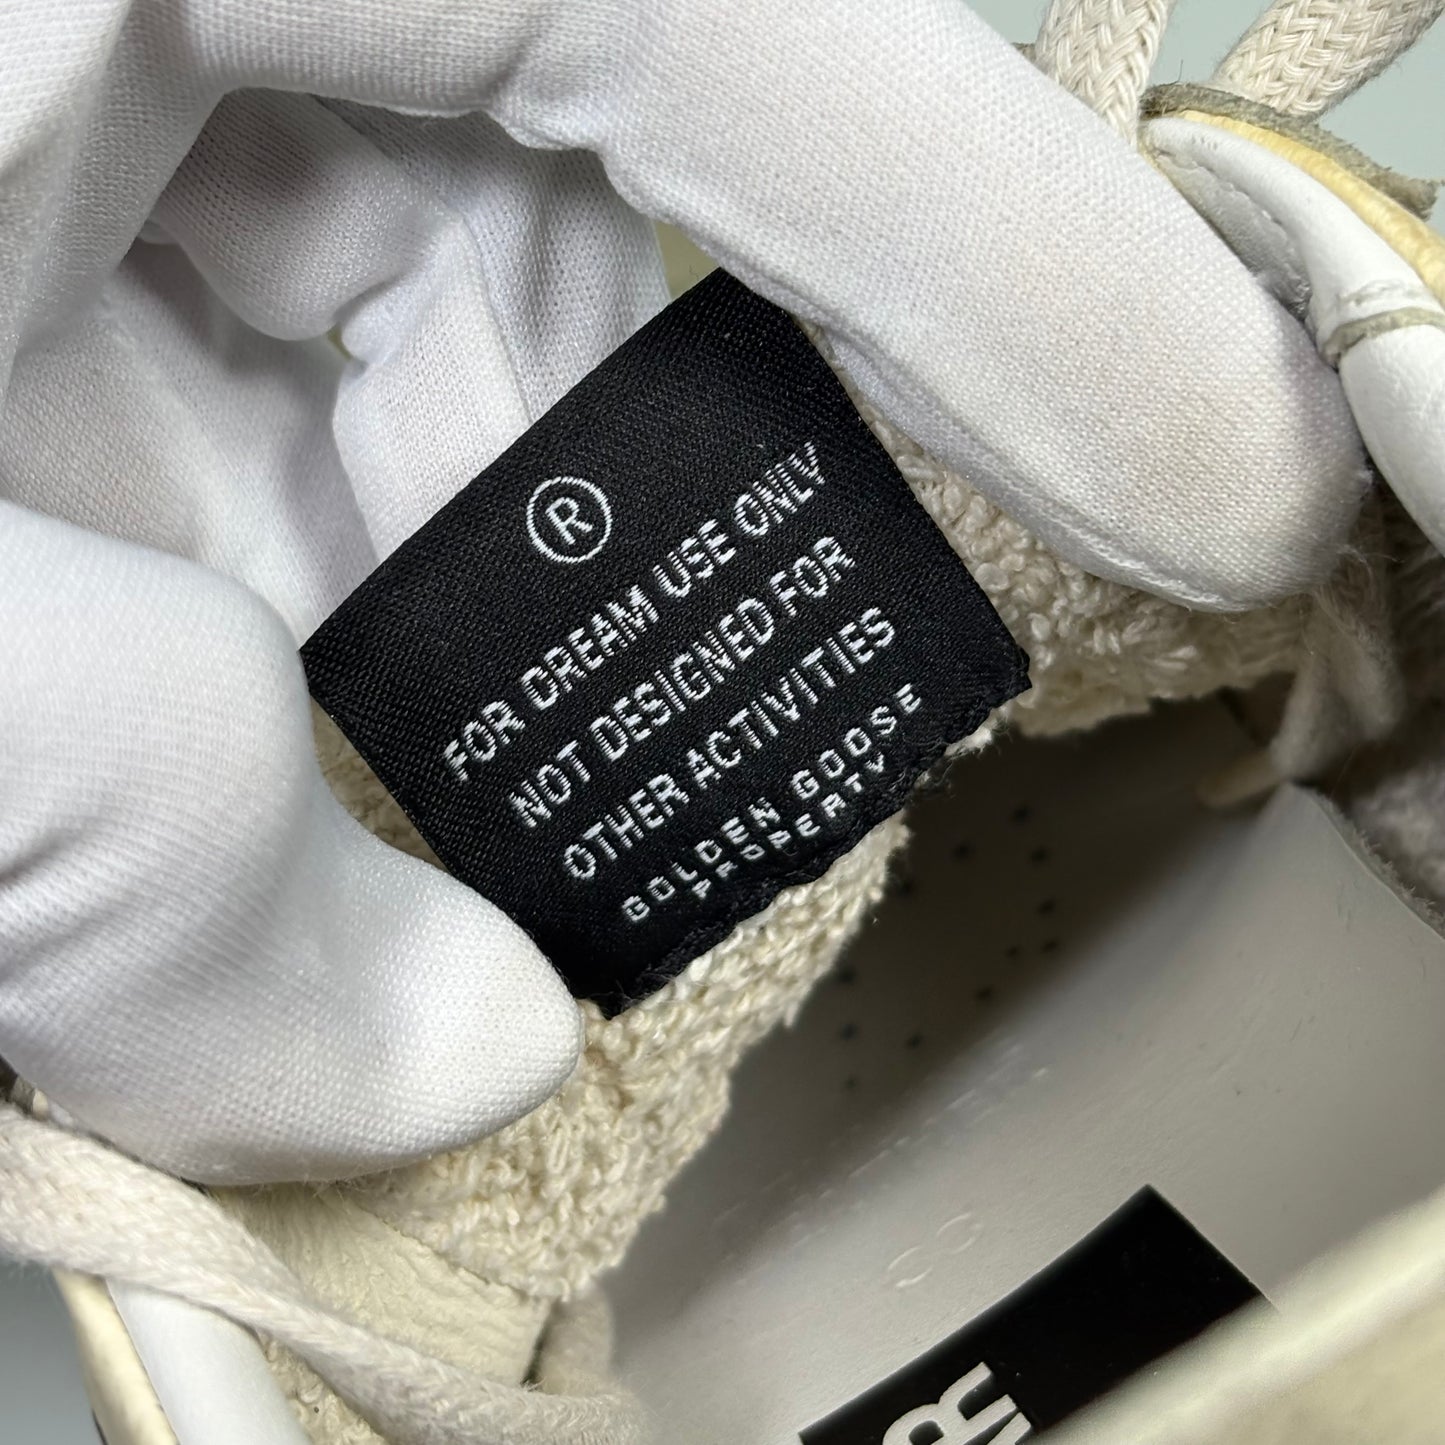 ®
FOR DREAM USE ONLY
NOT DESIGNED FOR
OTHER ACTIVITIES
GOLDEN GOOSE
PROPERTY